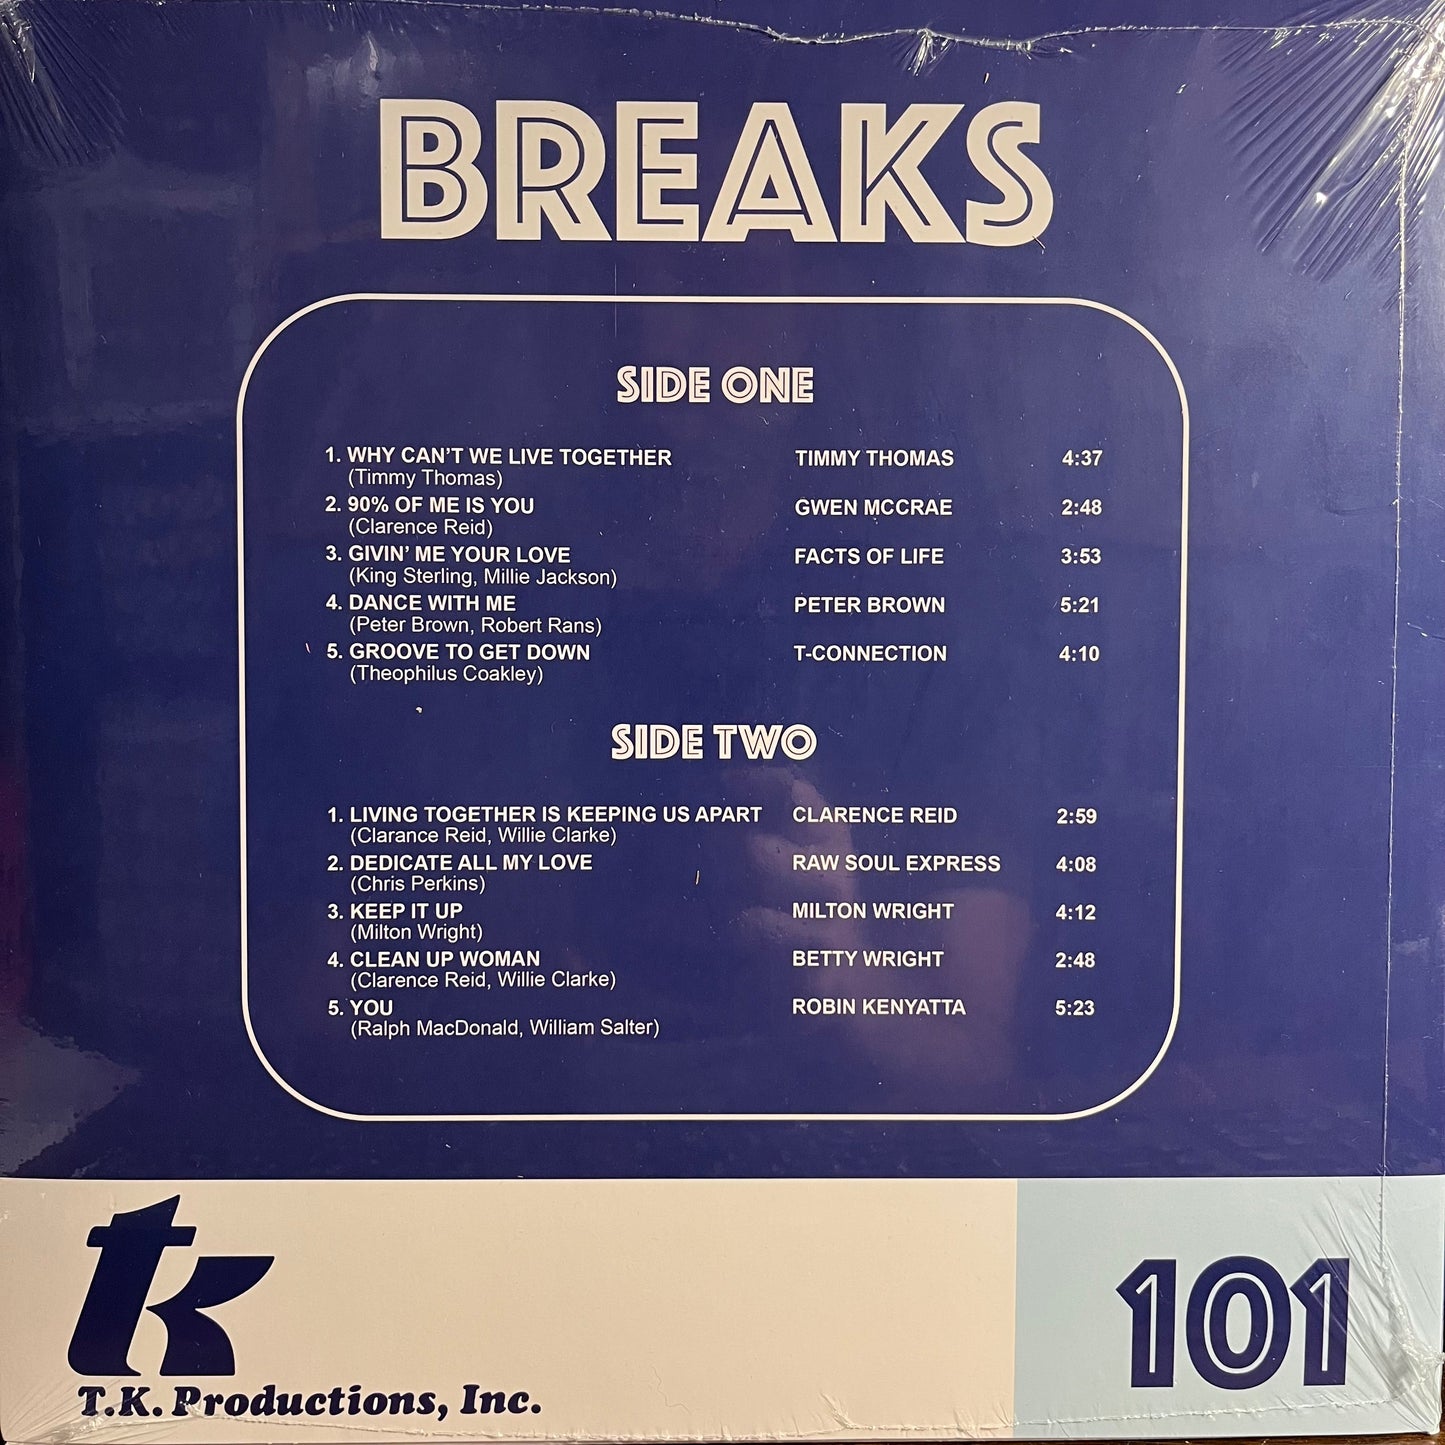 BREAKS
SIDE ONE
1. WHY CAN'T WE LIVE TOGETHER TIMMY THOMAS 4:37
(Timmy Thomas)
2. 90% OF ME IS YOU GWEN MCCRAE 2:48
(Clarence Reid)
3. GIVIN' ME YOUR LOVE FACTS OF LIFE 3:53
(King Sterling, Millie Jackson)
4. DANCE WITH ME PETER BROWN 5:21
(Peter Brown, Robert Rans)
5. GROOVE TO GET DOWN T-CONNECTION 4:10
(Theophilus Coakley)
SIDE TWO
1. LIVING TOGETHER IS KEEPING US APART CLARENCE REID 2:59
(Clarance Reid, Willie Clarke)
2. DEDICATE ALL MY LOVE RAW SOUL EXPRESS 4:08
(Chris Perkins)
3. KEEP IT UP MILTON WRIGHT 4:12
(Milton Wright)
4. CLEAN UP WOMAN BETTY WRIGHT 2:48
(Clarence Reid, Willie Clarke)
5. YOU ROBIN KENYATTA 5:23
(Ralph MacDonald, William Salter)
tk
T.K. Productions, Inc.
101